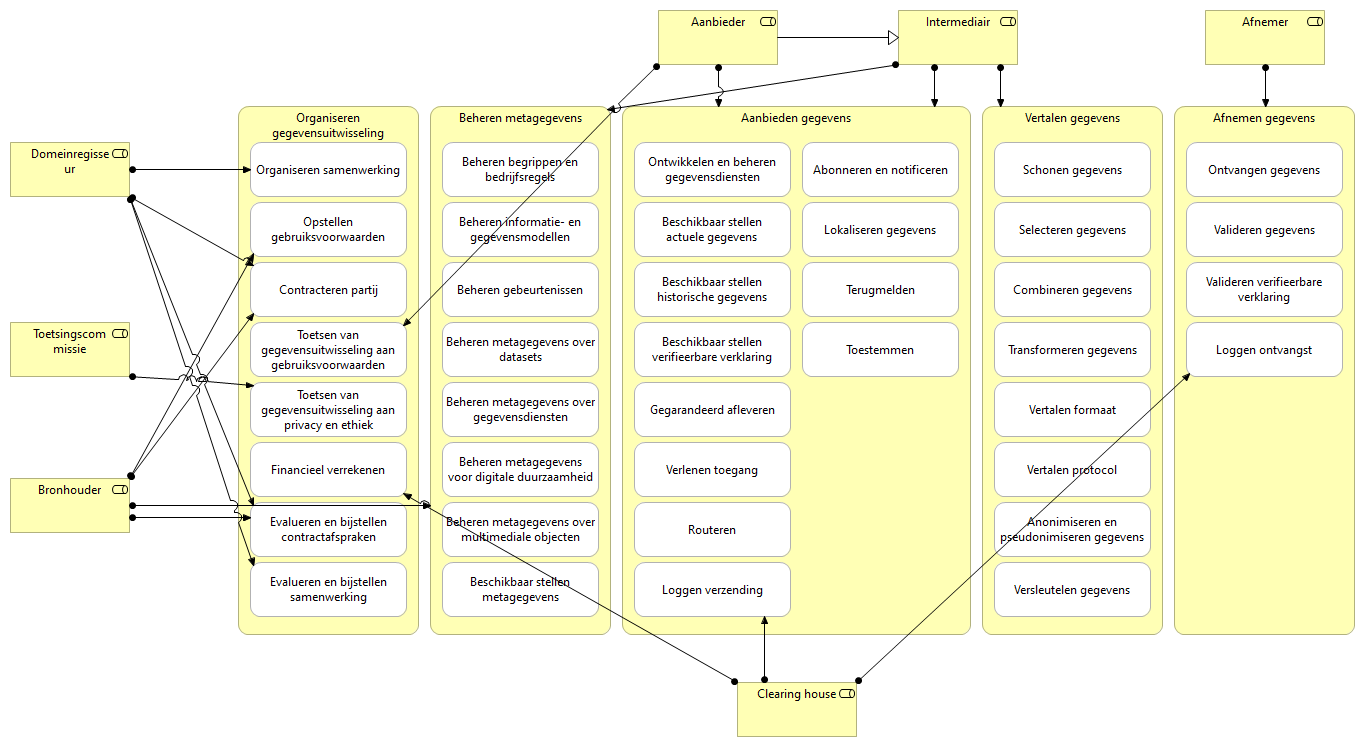 Aanbieder
Intermediair
Afnemer
Domeinregisse
ur
Toetsingscom
missie
Bronhouder
Organiseren
gegevensuitwisseling
Organiseren samenwerking
Opstellen
gebruiksvoorwaarden
Contracteren partij
Toetsen van
gegevensuitwisseling aan
gebruiksvoorwaarden
Toetsen van
gegevensuitwisseling aan
privacy en ethiek
Financieel verrekenen
Evalueren en bijstellen
contractafspraken
Evalueren en bijstellen
samenwerking
Beheren metagegevens
Beheren begrippen en
bedrijfsregels
Beheren informatie- en
gegevensmodellen
Beheren gebeurtenissen
Beheren metagegevens over
datasets
Beheren metagegevens over
gegevensdiensten
Beheren metagegevens
voor digitale duurzaamheid
Beheren metagegevens over
multimediale objecten
Beschikbaar stellen
metagegevens
Aanbieden gegevens
Ontwikkelen en beheren
gegevensdiensten
Beschikbaar stellen
actuele gegevens
Beschikbaar stellen
historische gegevens
Beschikbaar stellen
verifieerbare verklaring
Gegarandeerd afleveren
Verlenen toegang
Routeren
Loggen verzending
Abonneren en notificeren
Lokaliseren gegevens
Terugmelden
Toestemmen
Vertalen gegevens
Schonen gegevens
Selecteren gegevens
Combineren gegevens
Transformeren gegevens
Vertalen formaat
Vertalen protocol
Anonimiseren en
pseudonimiseren gegevens
Versleutelen gegevens
Afnemen gegevens
Ontvangen gegevens
Valideren gegevens
Valideren verifieerbare
verklaring
Loggen ontvangst
Clearing house